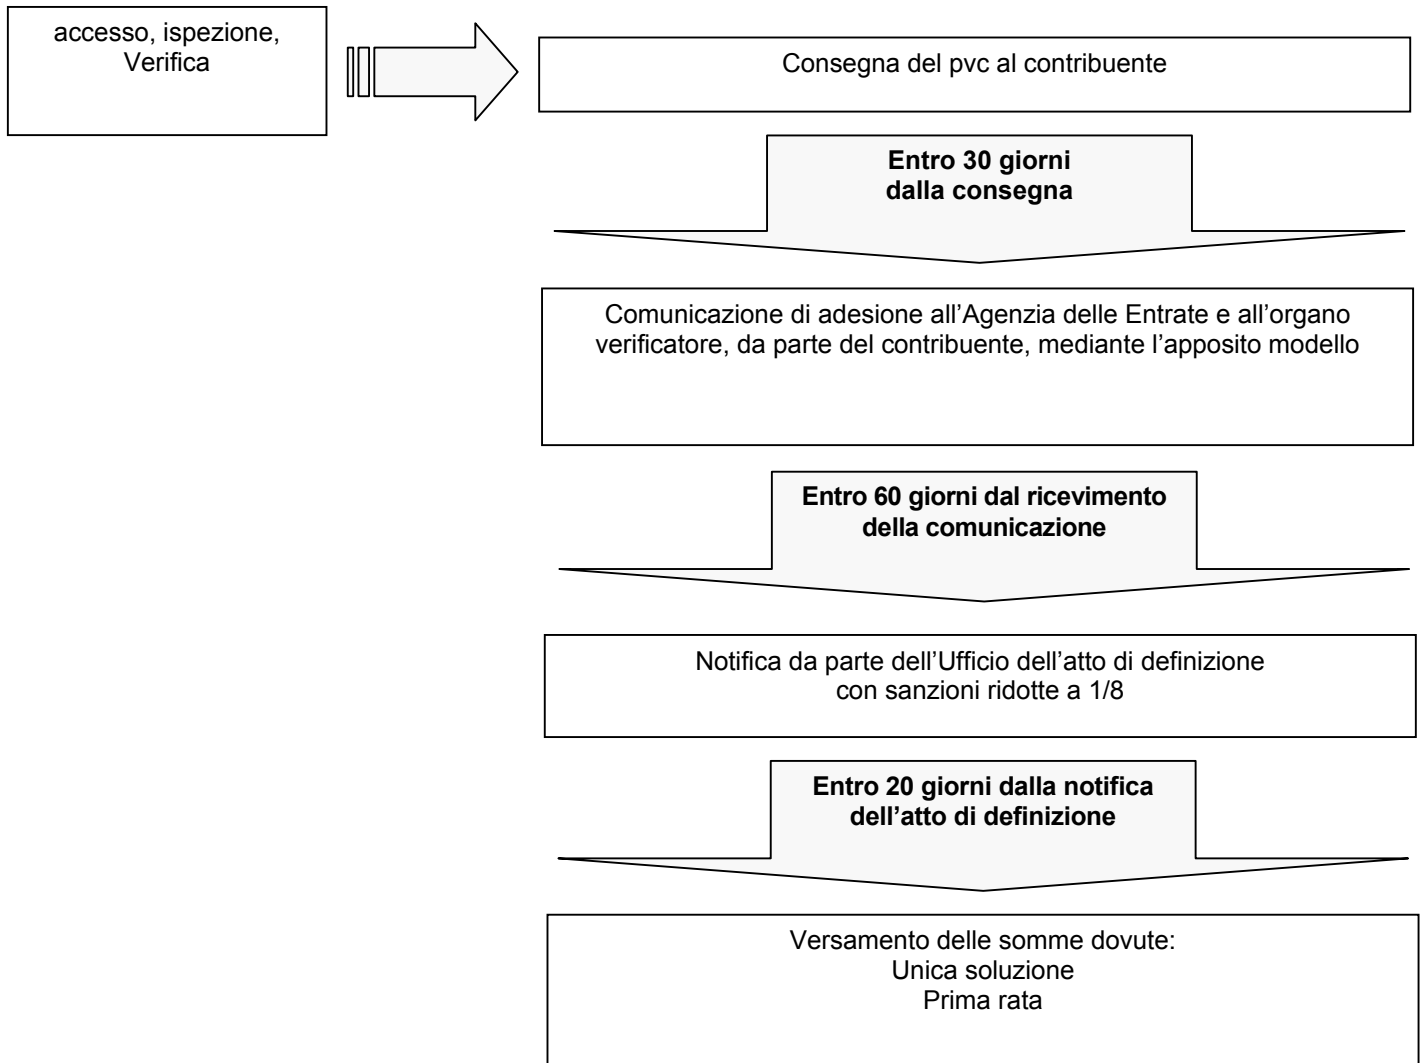 accesso, ispezione,
Verifica
Consegna del pvc al contribuente
Entro 30 giorni
dalla consegna
Comunicazione di adesione all’Agenzia delle Entrate e all’organo
verificatore, da parte del contribuente, mediante l’apposito modello
Entro 60 giorni dal ricevimento
della comunicazione
Notifica da parte dell’Ufficio dell’atto di definizione
con sanzioni ridotte a 1/8
Entro 20 giorni dalla notifica
dell’atto di definizione
Versamento delle somme dovute:
Unica soluzione
Prima rata